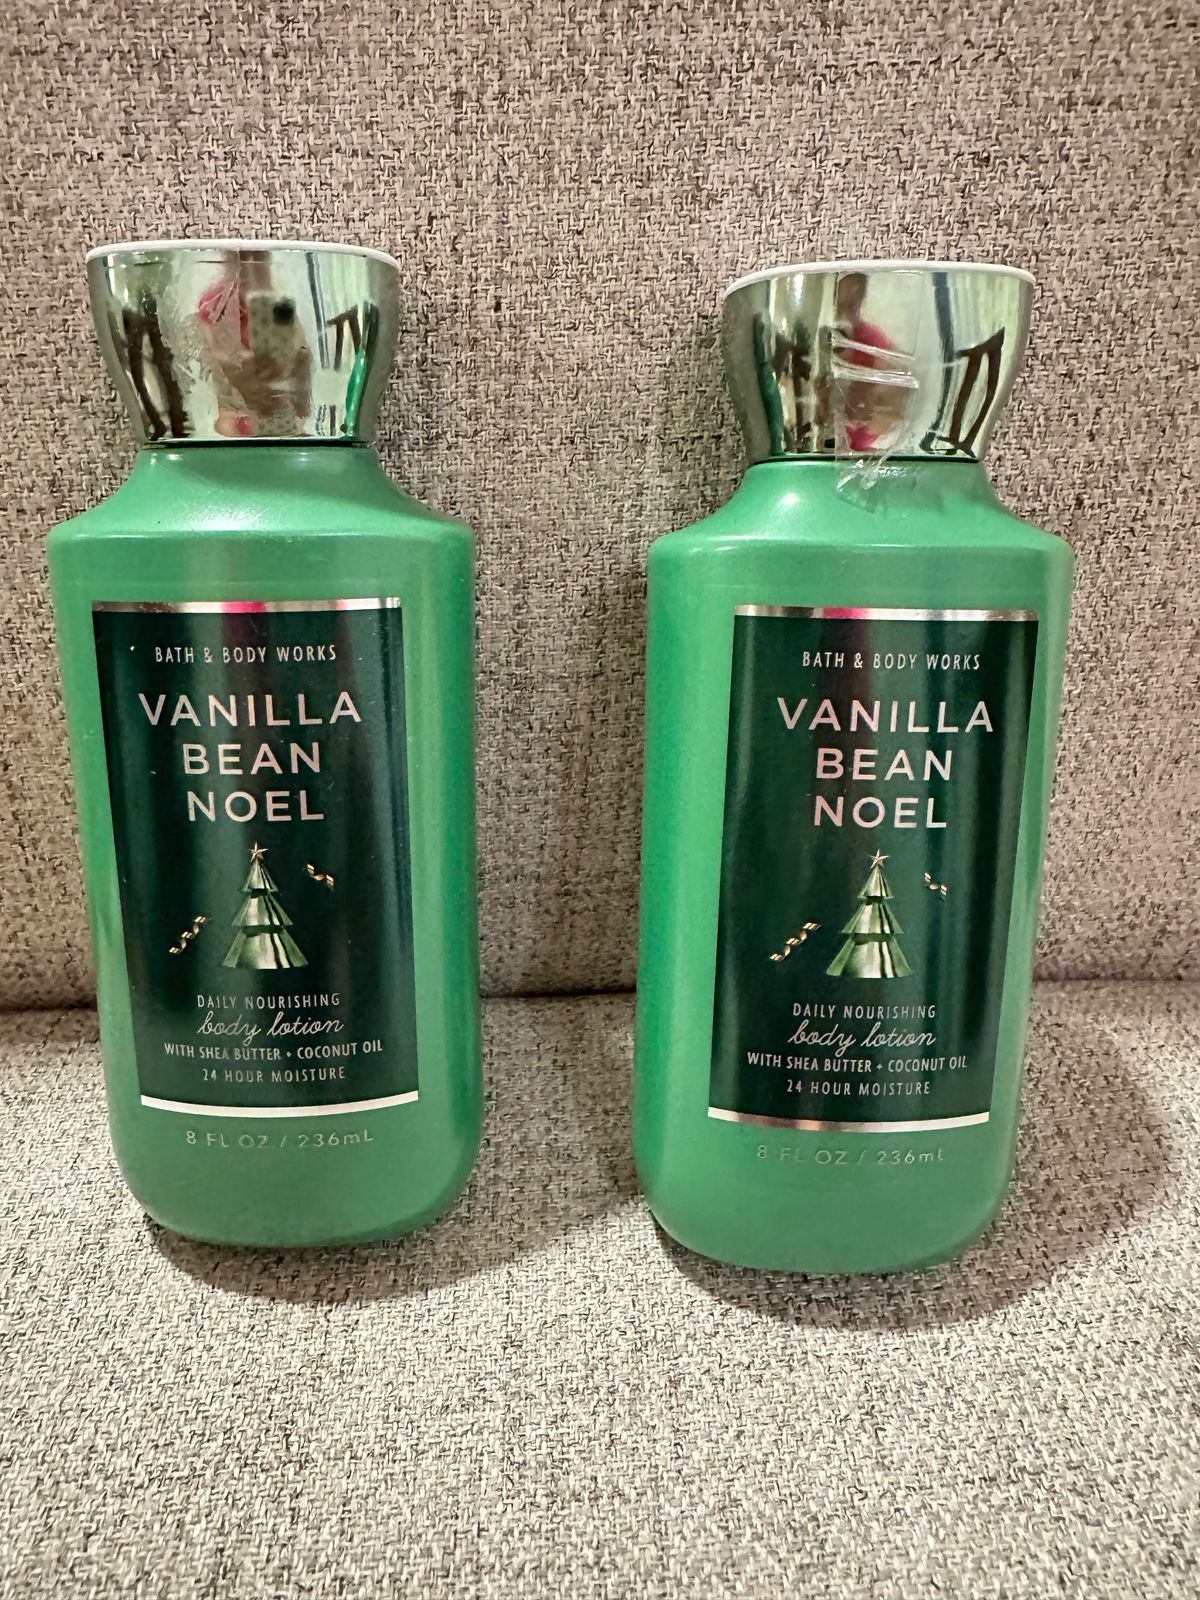 BATH & BODY WORKS
VANILLA
BEAN
NOEL
DAILY NOURISHING
body lotion
WITH SHEA BUTTER + COCONUT OIL
24 HOUR MOISTURE
8 FL OZ / 236mL
BATH & BODY WORKS
VANILLA
BEAN
NOEL
DAILY NOURISHING
body lotion
WITH SHEA BUTTER + COCONUT OIL
24 HOUR MOISTURE
8 FL OZ / 236mL